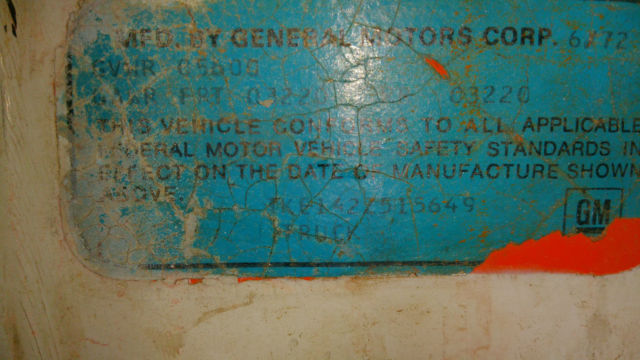 MFD. BY GENERAL MOTORS CORP. 6/72
GVWR 05600
GAWR FRT 03220 03220
THIS VEHICLE CONFORMS TO ALL APPLICABLE
FEDERAL MOTOR VEHICLE SAFETY STANDARDS IN
EFFECT ON THE DATE OF MANUFACTURE SHOWN
ABOVE.
TRUCK
GM